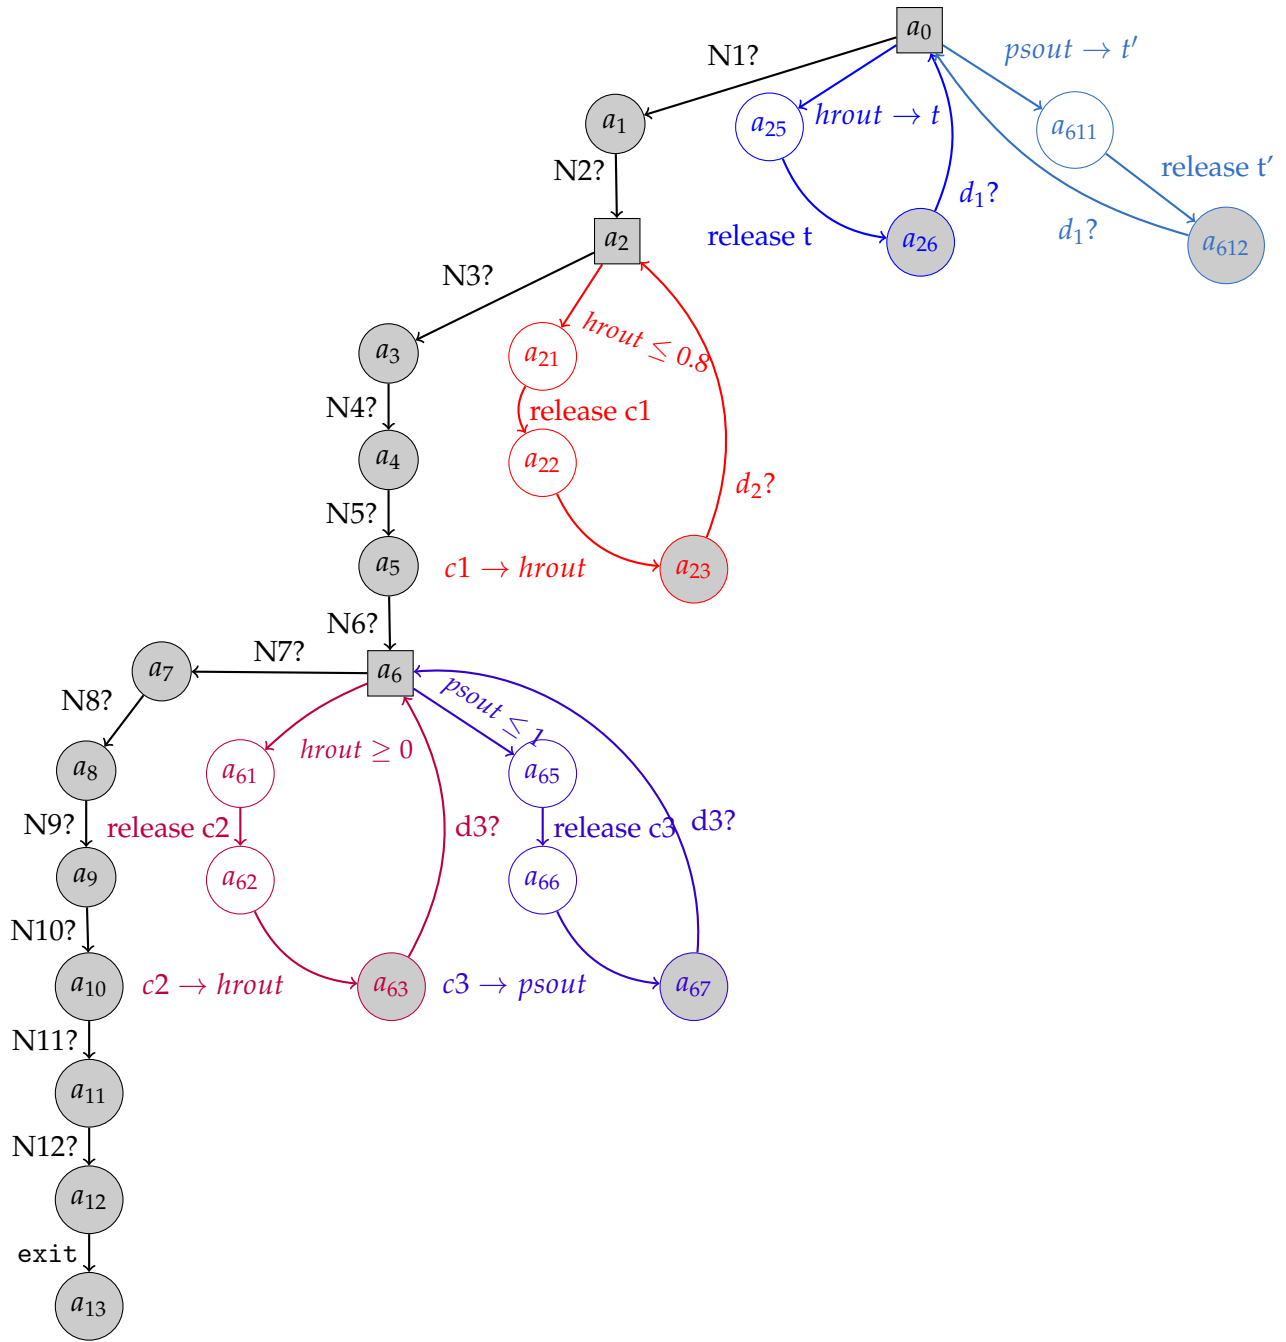 a₀
psout → t′
N1?
a₁
a₂₅
hrout → t
a₆₁₁
N2?
release t′
d₁?
a₂
release t
a₂₆
d₁?
a₆₁₂
N3?
a₃
a₂₁
hrout ≤ 0.8
N4?
release c1
a₄
a₂₂
N5?
d₂?
a₅
c1 → hrout
a₂₃
N6?
N7?
a₇
a₆
N8?
psout ≤ 1
hrout ≥ 0
a₈
a₆₁
a₆₅
N9?
release c2
d3?
release c3
d3?
a₉
a₆₂
a₆₆
N10?
a₁₀
c2 → hrout
a₆₃
c3 → psout
a₆₇
N11?
a₁₁
N12?
a₁₂
exit
a₁₃